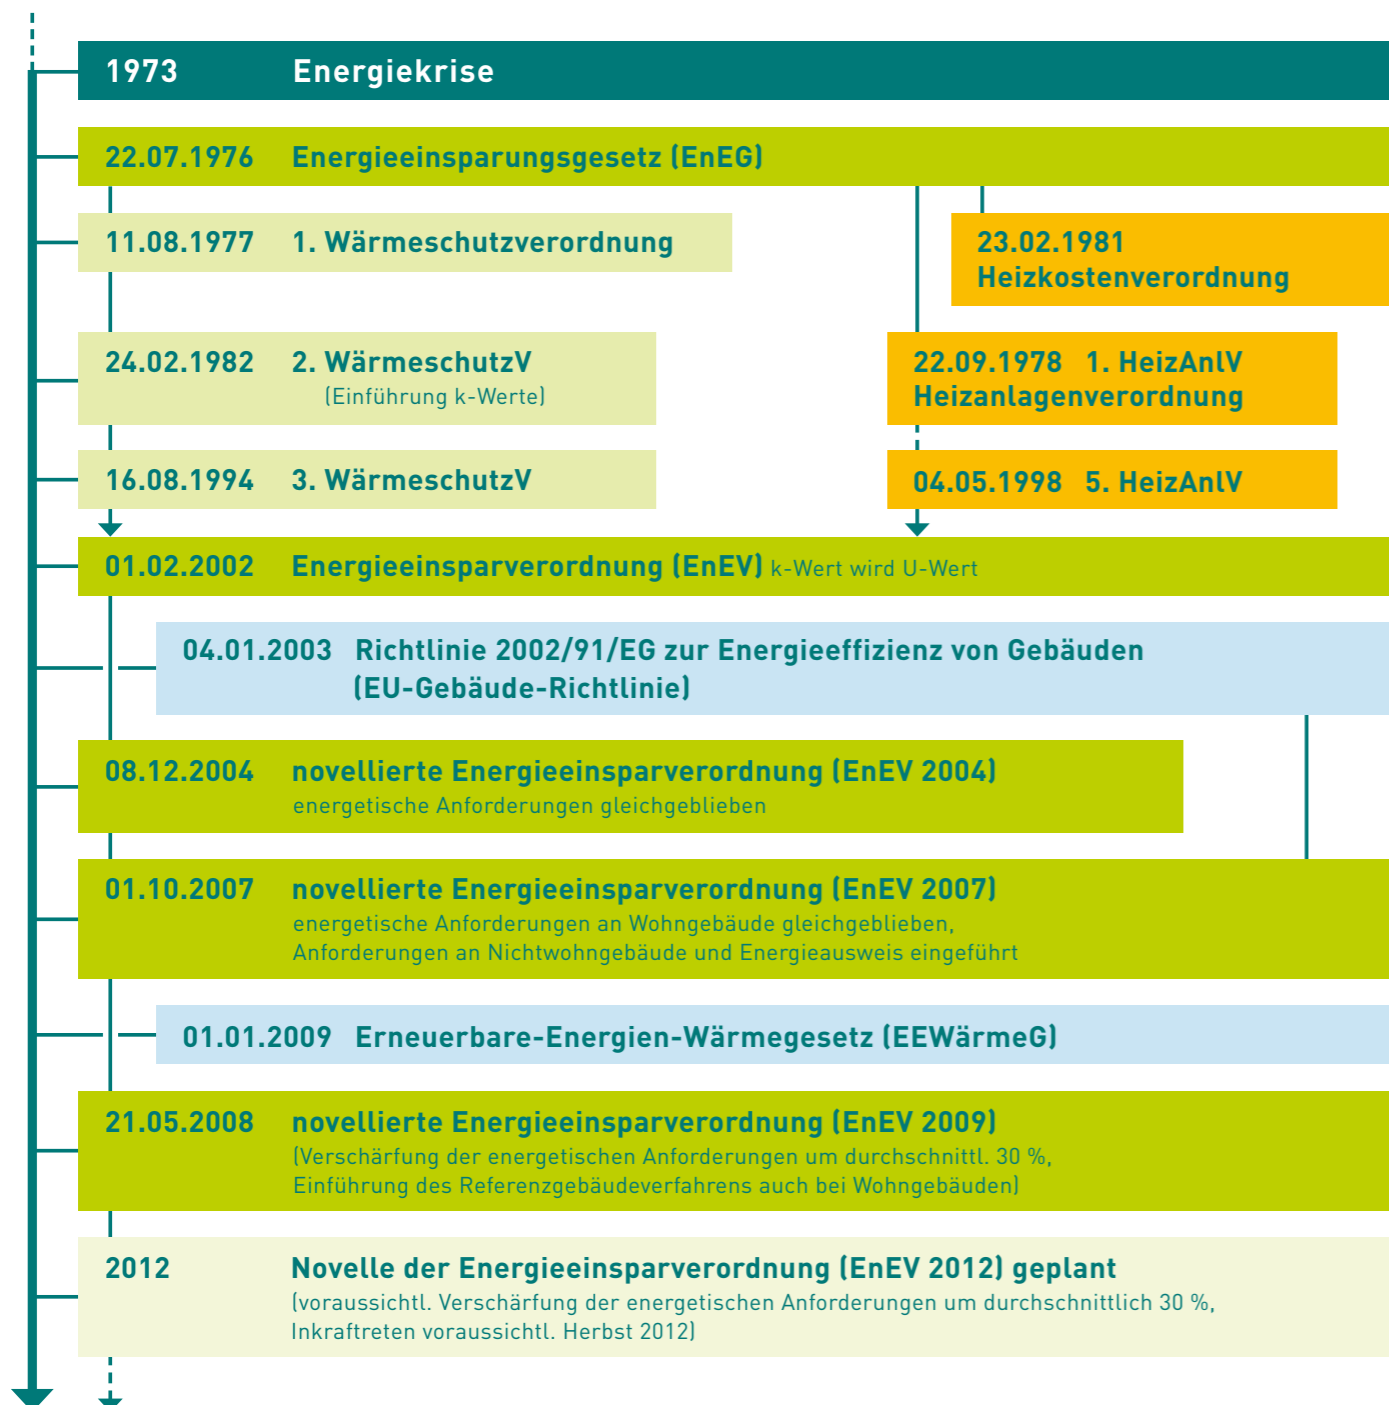 1973 Energiekrise
22.07.1976 Energieeinsparungsgesetz (EnEG)
11.08.1977 1. Wärmeschutzverordnung
23.02.1981
Heizkostenverordnung
24.02.1982 2. WärmeschutzV
(Einführung k-Werte)
22.09.1978 1. HeizAnlV
Heizanlagenverordnung
16.08.1994 3. WärmeschutzV
04.05.1998 5. HeizAnlV
01.02.2002 Energieeinsparverordnung (EnEV) k-Wert wird U-Wert
04.01.2003 Richtlinie 2002/91/EG zur Energieeffizienz von Gebäuden
(EU-Gebäude-Richtlinie)
08.12.2004 novellierte Energieeinsparverordnung (EnEV 2004)
energetische Anforderungen gleichgeblieben
01.10.2007 novellierte Energieeinsparverordnung (EnEV 2007)
energetische Anforderungen an Wohngebäude gleichgeblieben,
Anforderungen an Nichtwohngebäude und Energieausweis eingeführt
01.01.2009 Erneuerbare-Energien-Wärmegesetz (EEWärmeG)
21.05.2008 novellierte Energieeinsparverordnung (EnEV 2009)
(Verschärfung der energetischen Anforderungen um durchschnittl. 30 %,
Einführung des Referenzgebäudeverfahrens auch bei Wohngebäuden)
2012 Novelle der Energieeinsparverordnung (EnEV 2012) geplant
(voraussichtl. Verschärfung der energetischen Anforderungen um durchschnittlich 30 %,
Inkraftreten voraussichtl. Herbst 2012)